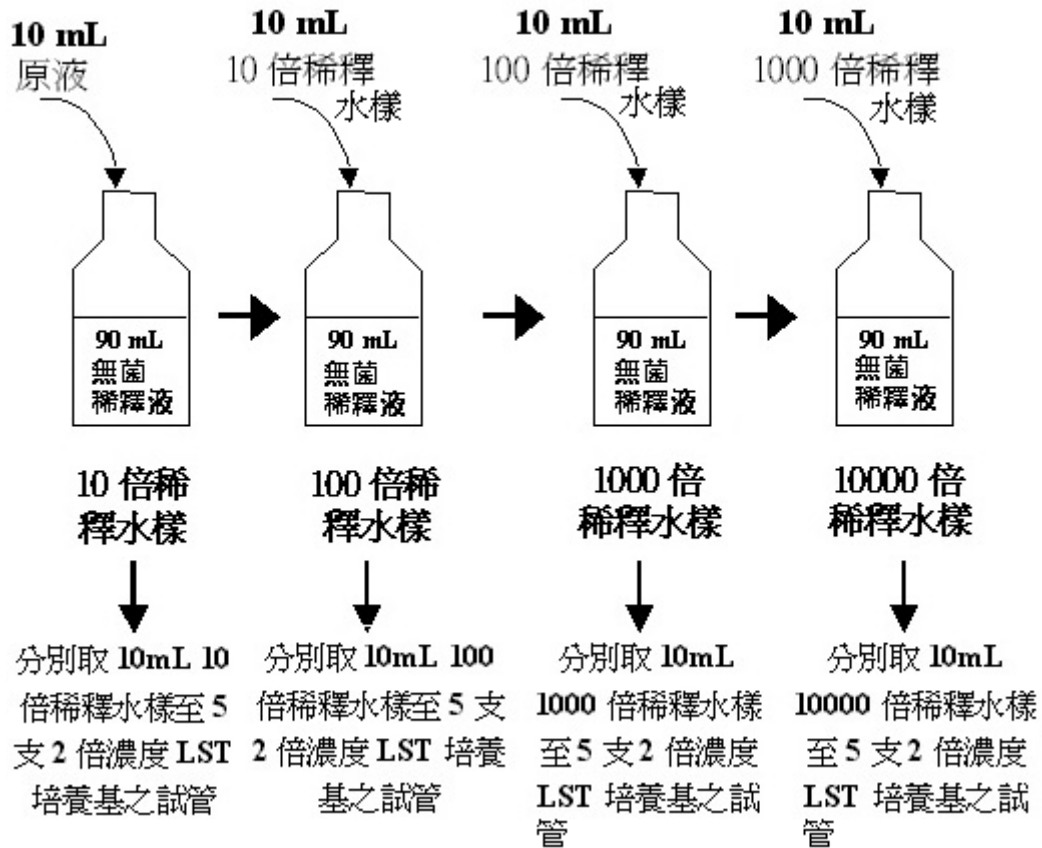 10 mL
原液
10 mL
10 倍稀釋
水樣
10 mL
100 倍稀釋
水樣
10 mL
1000 倍稀釋
水樣
90 mL
無菌
稀釋液
90 mL
無菌
稀釋液
90 mL
無菌
稀釋液
90 mL
無菌
稀釋液
10 倍稀
釋水樣
100 倍稀
釋水樣
1000 倍
稀釋水樣
10000 倍
稀釋水樣
分別取 10mL 10
倍稀釋水樣至 5
支 2 倍濃度 LST
培養基之試管
分別取 10mL 100
倍稀釋水樣至 5 支
2 倍濃度 LST 培養
基之試管
分別取 10mL
1000 倍稀釋水樣
至 5 支 2 倍濃度
LST 培養基之試
管
分別取 10mL
10000 倍稀釋水樣
至 5 支 2 倍濃度
LST 培養基之試
管